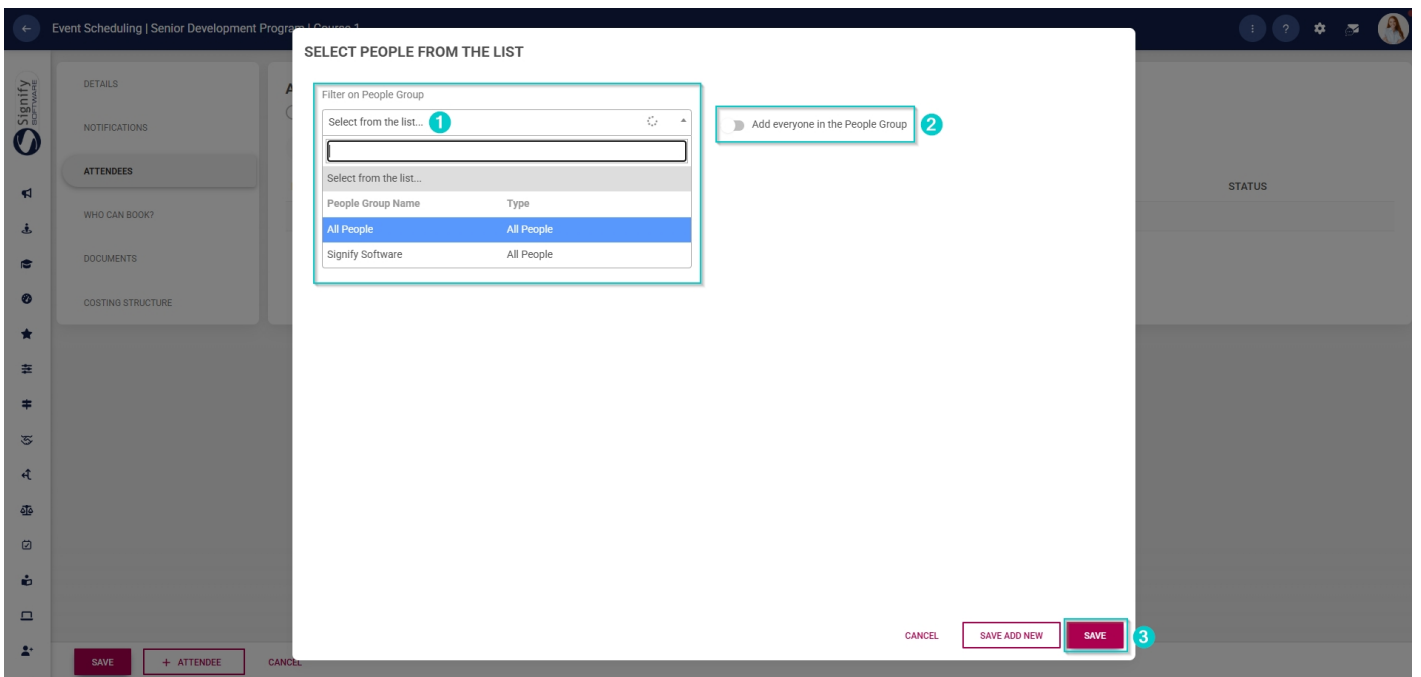 Event Scheduling | Senior Development Program | Course 1
SELECT PEOPLE FROM THE LIST
Signify
SOFTWARE
DETAILS
NOTIFICATIONS
ATTENDEES
WHO CAN BOOK?
DOCUMENTS
COSTING STRUCTURE
A
Filter on People Group
Select from the list... 1
Select from the list...
People Group Name Type
All People All People
Signify Software All People
Add everyone in the People Group 2
STATUS
CANCEL SAVE ADD NEW SAVE 3
SAVE + ATTENDEE CANCEL
?